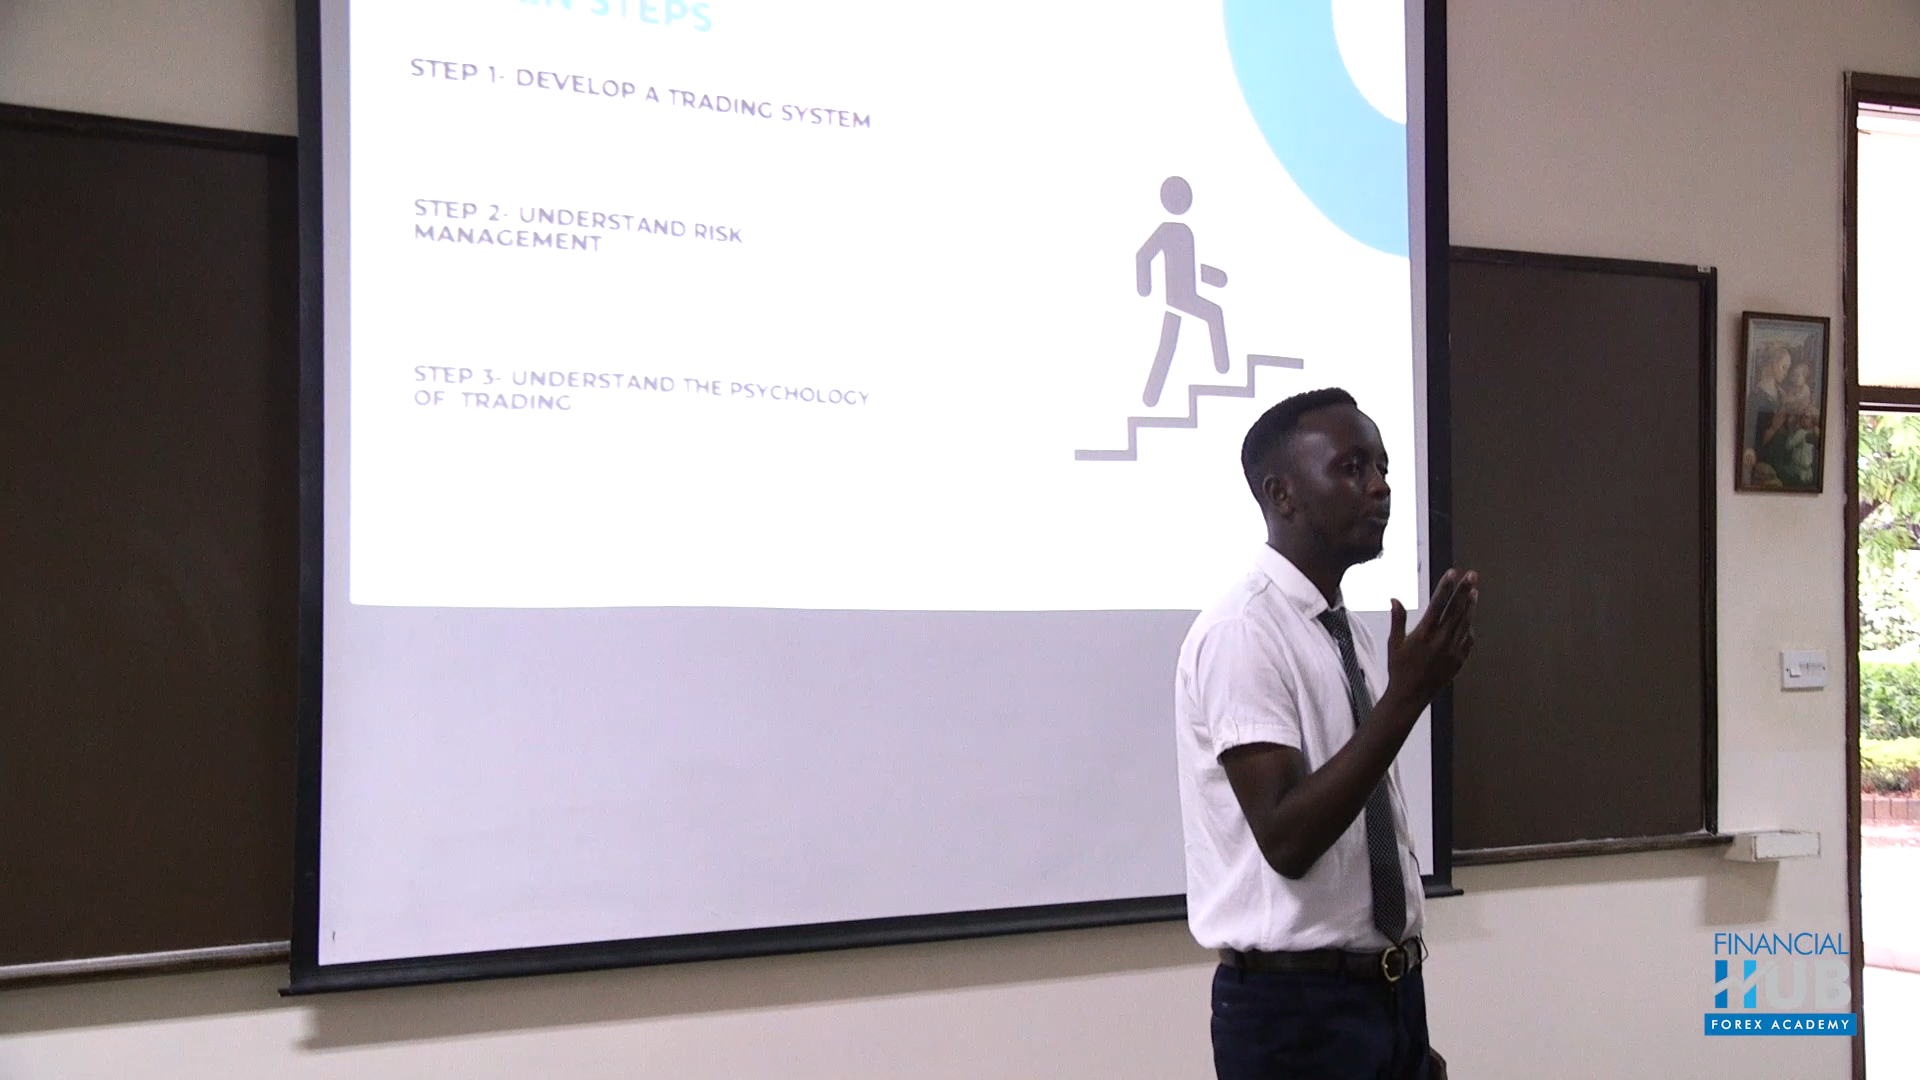 STEPS
STEP 1- DEVELOP A TRADING SYSTEM
STEP 2- UNDERSTAND RISK
MANAGEMENT
STEP 3- UNDERSTAND THE PSYCHOLOGY
OF TRADING
FINANCIAL
HUB
FOREX ACADEMY